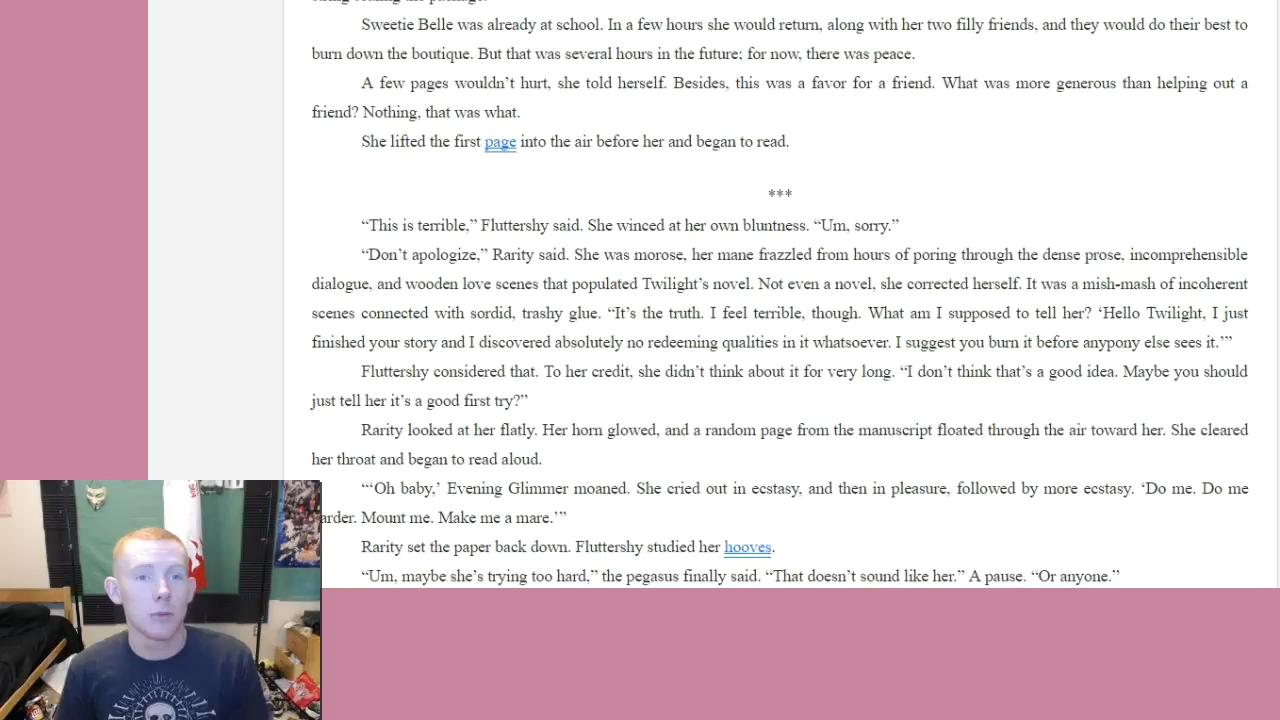 Sweetie Belle was already at school. In a few hours she would return, along with her two filly friends, and they would do their best to
burn down the boutique. But that was several hours in the future; for now, there was peace.
A few pages wouldn’t hurt, she told herself. Besides, this was a favor for a friend. What was more generous than helping out a
friend? Nothing, that was what.
She lifted the first page into the air before her and began to read.
***
“This is terrible,” Fluttershy said. She winced at her own bluntness. “Um, sorry.”
“Don’t apologize,” Rarity said. She was morose, her mane frazzled from hours of poring through the dense prose, incomprehensible
dialogue, and wooden love scenes that populated Twilight’s novel. Not even a novel, she corrected herself. It was a mish-mash of incoherent
scenes connected with sordid, trashy glue. “It’s the truth. I feel terrible, though. What am I supposed to tell her? ‘Hello Twilight, I just
finished your story and I discovered absolutely no redeeming qualities in it whatsoever. I suggest you burn it before anypony else sees it.’”
Fluttershy considered that. To her credit, she didn’t think about it for very long. “I don’t think that’s a good idea. Maybe you should
just tell her it’s a good first try?”
Rarity looked at her flatly. Her horn glowed, and a random page from the manuscript floated through the air toward her. She cleared
her throat and began to read aloud.
“‘Oh baby,’ Evening Glimmer moaned. She cried out in ecstasy, and then in pleasure, followed by more ecstasy. ‘Do me. Do me
arder. Mount me. Make me a mare.’”
Rarity set the paper back down. Fluttershy studied her hooves.
“Um, maybe she’s trying too hard,” the pegasus finally said. “That doesn’t sound like her.” A pause. “Or anyone.”